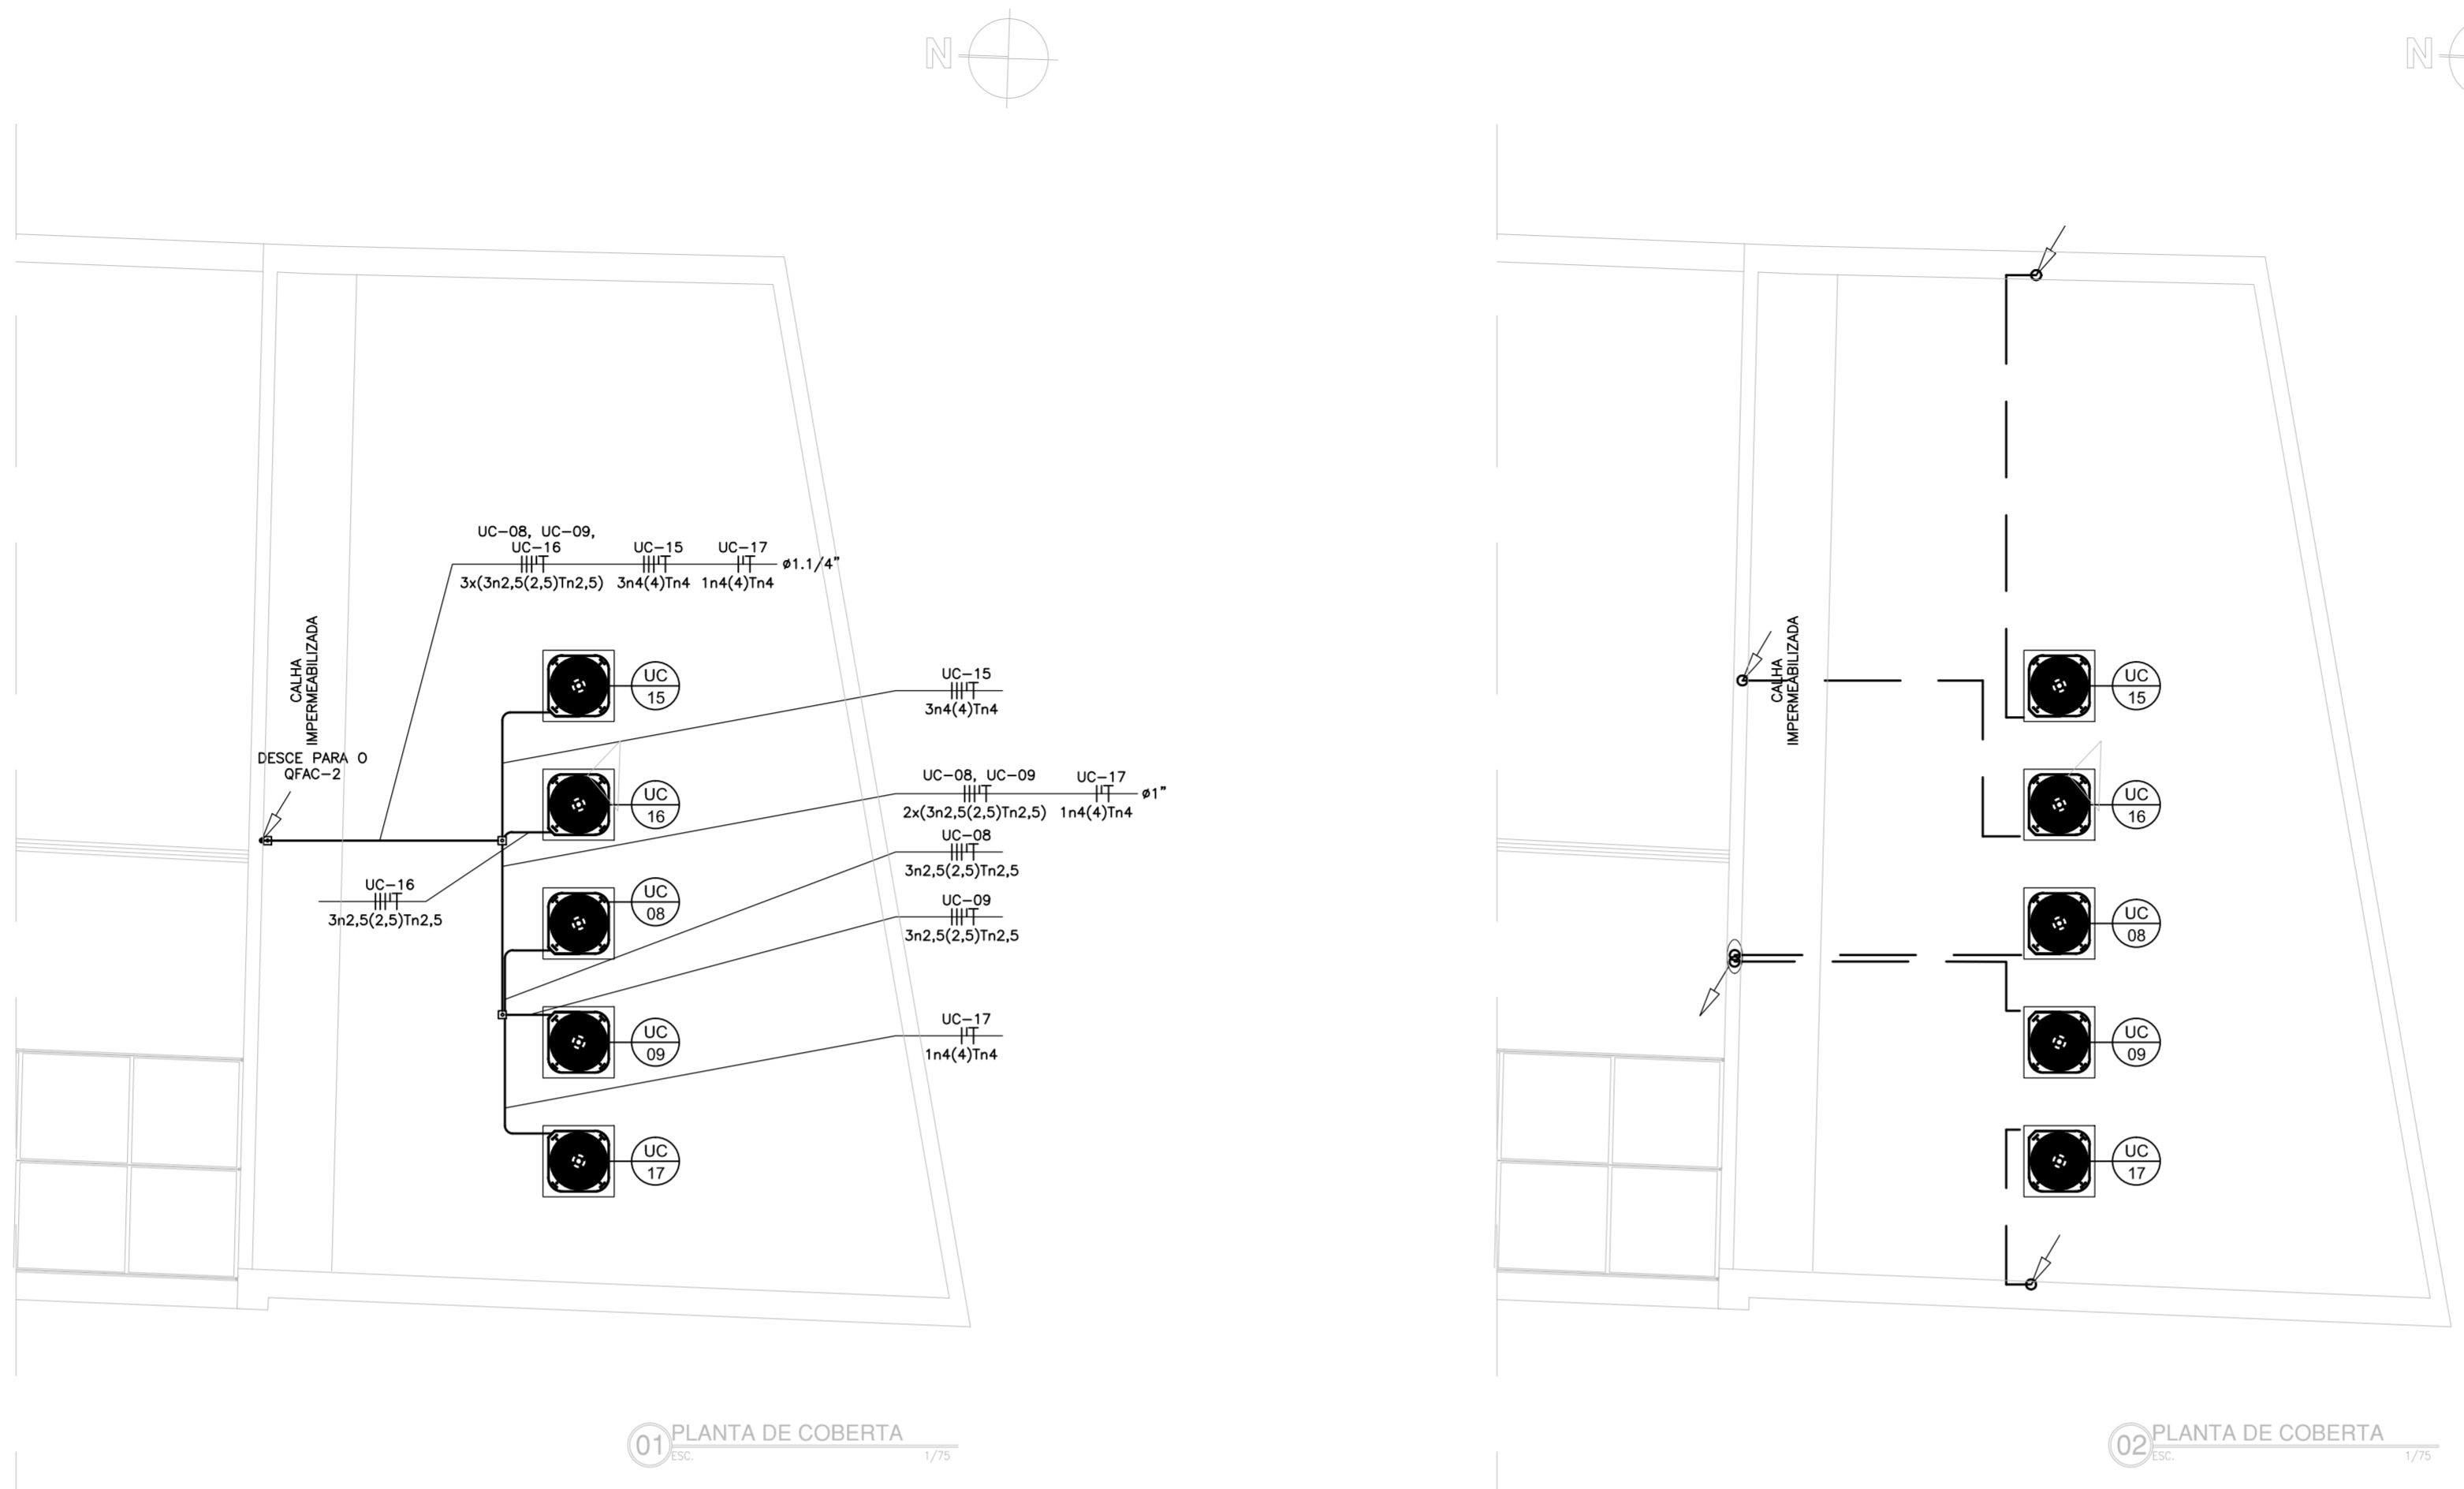 N
UC-08, UC-09,
UC-16
3x(3n2,5(2,5)Tn2,5)
UC-15
3n4(4)Tn4
UC-17
1n4(4)Tn4
ø1.1/4"
CALHA
IMPERMEABILIZADA
DESCE PARA O
QFAC-2
UC
15
UC-15
3n4(4)Tn4
UC
16
UC-08, UC-09
2x(3n2,5(2,5)Tn2,5)
UC-17
1n4(4)Tn4
ø1"
UC-08
3n2,5(2,5)Tn2,5
UC-16
3n2,5(2,5)Tn2,5
UC
08
UC-09
3n2,5(2,5)Tn2,5
UC
09
UC-17
1n4(4)Tn4
UC
17
01
PLANTA DE COBERTA
ESC.
1/75
N
CALHA
IMPERMEABILIZADA
UC
15
UC
16
UC
08
UC
09
UC
17
02
PLANTA DE COBERTA
ESC.
1/75